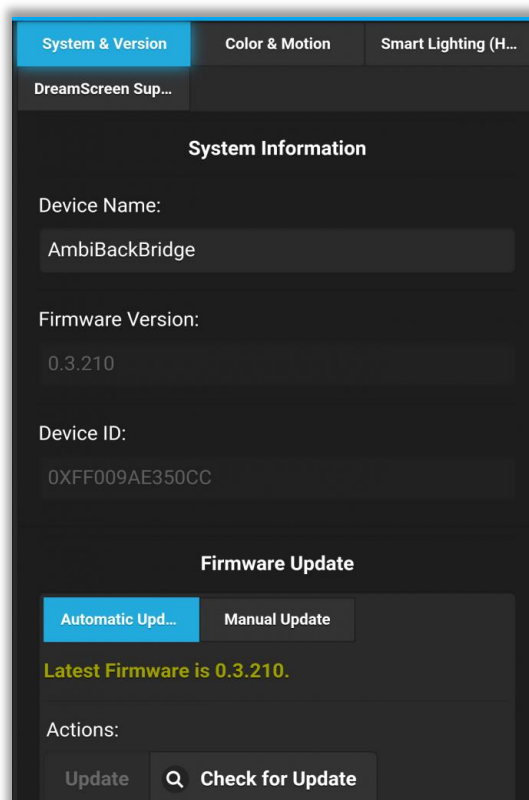 System & Version Color & Motion Smart Lighting (H...
DreamScreen Sup...
System Information
Device Name:
AmbiBackBridge
Firmware Version:
0.3.210
Device ID:
0XFF009AE350CC
Firmware Update
Automatic Upd... Manual Update
Latest Firmware is 0.3.210.
Actions:
Update Check for Update